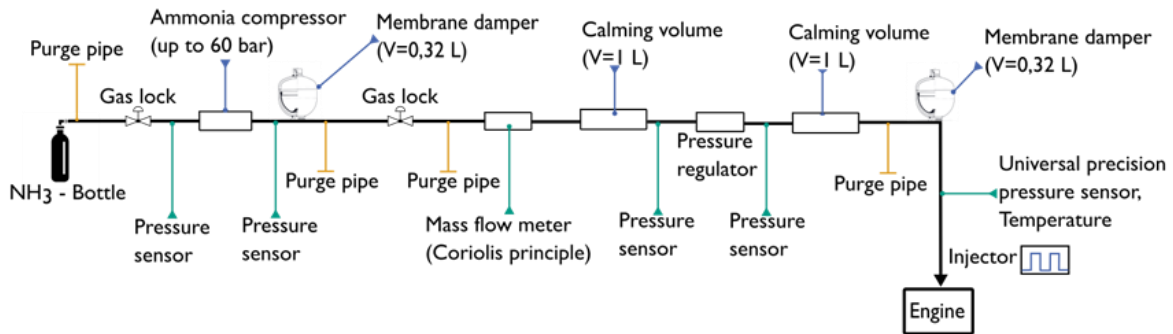 Purge pipe
Ammonia compressor
(up to 60 bar)
Membrane damper
(V=0,32 L)
Calming volume
(V=1 L)
Calming volume
(V=1 L)
Membrane damper
(V=0,32 L)
Gas lock
Gas lock
NH3 - Bottle
Pressure
sensor
Pressure
sensor
Purge pipe
Purge pipe
Mass flow meter
(Coriolis principle)
Pressure
regulator
Pressure
sensor
Pressure
sensor
Purge pipe
Universal precision
pressure sensor,
Temperature
Injector
Engine